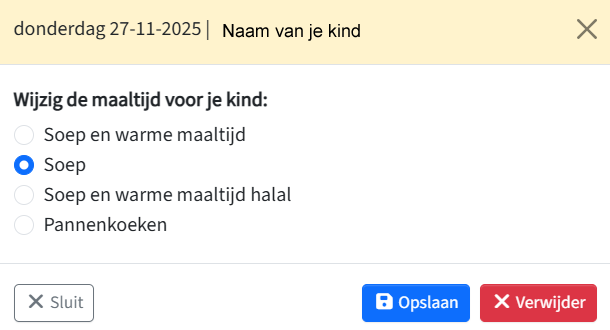 donderdag 27-11-2025 | Naam van je kind
Wijzig de maaltijd voor je kind:
Soep en warme maaltijd
Soep
Soep en warme maaltijd halal
Pannenkoeken
Sluit Opslaan Verwijder